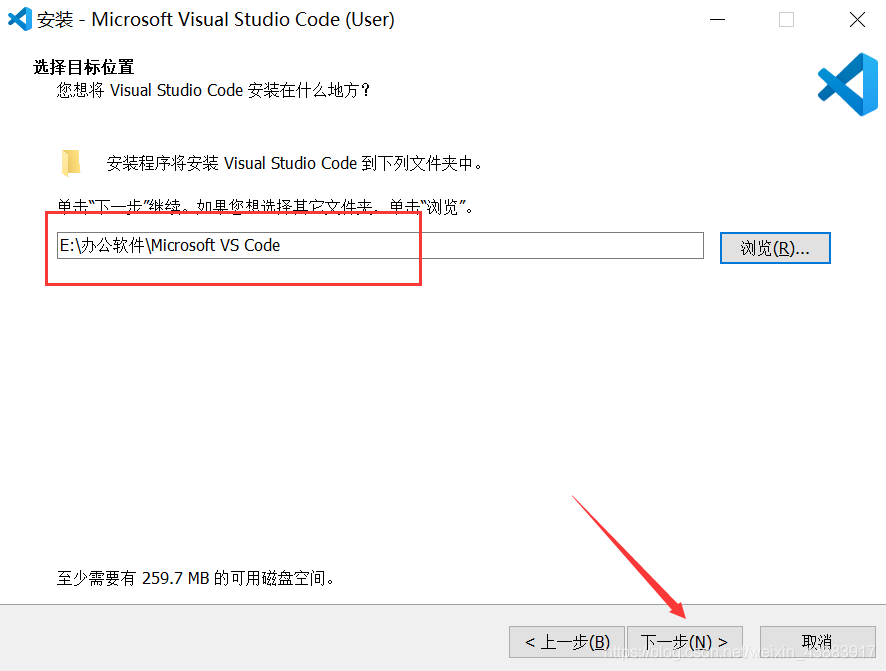 安装 - Microsoft Visual Studio Code (User)
选择目标位置
您想将 Visual Studio Code 安装在什么地方？
安装程序将安装 Visual Studio Code 到下列文件夹中。
单击“下一步”继续。如果您想选择其它文件夹，单击“浏览”。
E:\办公软件\Microsoft VS Code
浏览(R)...
至少需要有 259.7 MB 的可用磁盘空间。
< 上一步(B)
下一步(N) >
取消
https://blog.csdn.net/weixin_43883917